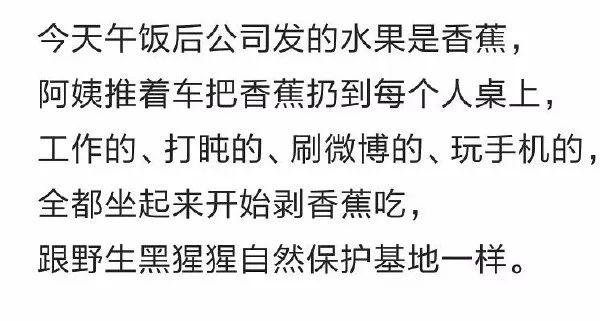 今天午饭后公司发的水果是香蕉，
阿姨推着车把香蕉扔到每个人桌上，
工作的、打盹的、刷微博的、玩手机的，
全都坐起来开始剥香蕉吃，
跟野生黑猩猩自然保护基地一样。